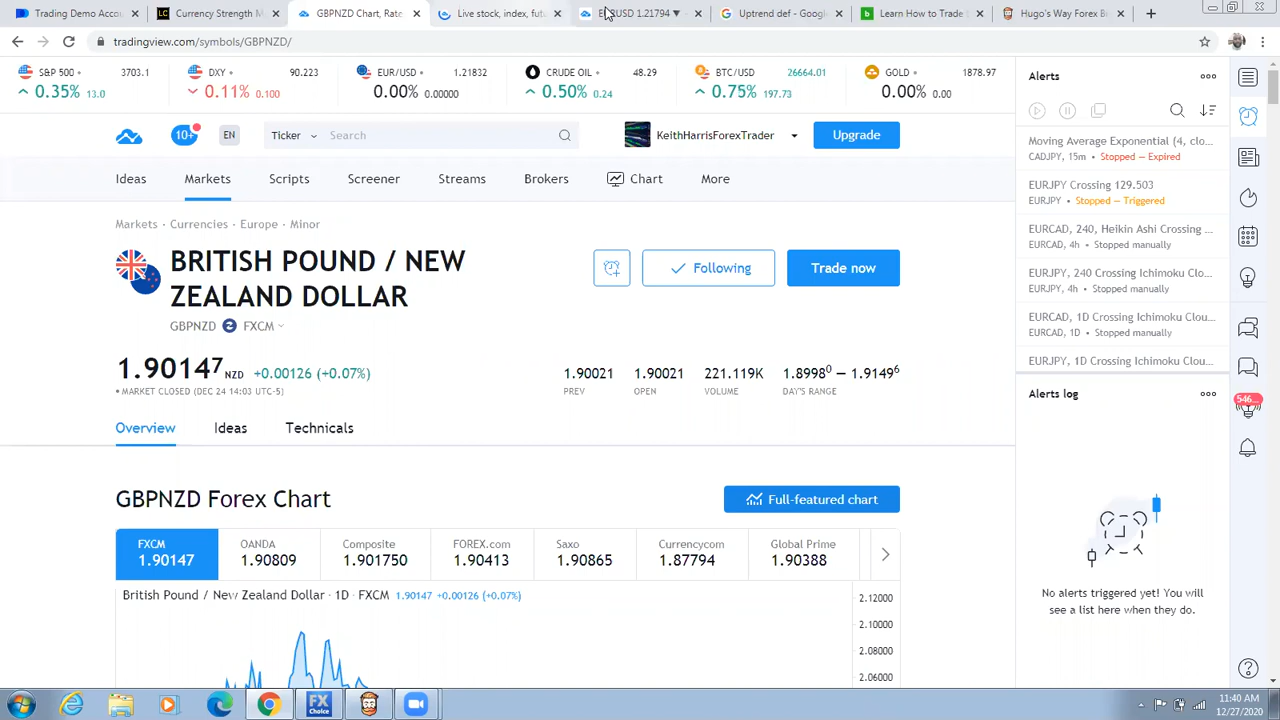 Trading Demo Accou
Currency Strength M
GBPNZD Chart, Rate
Live stock, index, futu
USD 1.21794 ▼
Uptrend def - Google
Learn How to Trade
Hugo's Way Forex B
tradingview.com/symbols/GBPNZD/
S&P 500 3703.1
0.35% 13.0
DXY 90.223
0.11% 0.100
EUR/USD 1.21832
0.00% 0.00000
CRUDE OIL 48.29
0.50% 0.24
BTC/USD 26664.01
0.75% 197.73
GOLD 1878.97
0.00% 0.00
10+
EN
Ticker
Search
KeithHarrisForexTrader
Upgrade
Ideas Markets Scripts Screener Streams Brokers Chart More
Markets · Currencies · Europe · Minor
BRITISH POUND / NEW
ZEALAND DOLLAR
Following
Trade now
GBPNZD FXCM
1.90147 NZD +0.00126 (+0.07%)
• MARKET CLOSED (DEC 24 14:03 UTC-5)
1.90021 1.90021 221.119K 1.89980 — 1.91496
PREV OPEN VOLUME DAY'S RANGE
Overview Ideas Technicals
GBPNZD Forex Chart
Full-featured chart
FXCM
1.90147
OANDA
1.90809
Composite
1.901750
FOREX.com
1.90413
Saxo
1.90865
Currencycom
1.87794
Global Prime
1.90388
British Pound / New Zealand Dollar · 1D · FXCM 1.90147 +0.00126 (+0.07%)
2.12000
2.10000
2.08000
2.06000
Alerts
Moving Average Exponential (4, clo...
CADJPY, 15m • Stopped — Expired
EURJPY Crossing 129.503
EURJPY • Stopped — Triggered
EURCAD, 240, Heikin Ashi Crossing ...
EURCAD, 4h • Stopped manually
EURJPY, 240 Crossing Ichimoku Clo...
EURJPY, 4h • Stopped manually
EURCAD, 1D Crossing Ichimoku Clou...
EURCAD, 1D • Stopped manually
EURJPY, 1D Crossing Ichimoku Clou...
Alerts log
546...
No alerts triggered yet! You will
see a list here when they do.
FX
Choice
11:40 AM
12/27/2020